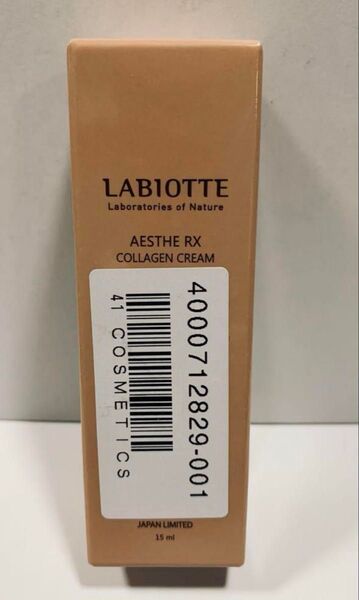 LABIOTTE
Laboratories of Nature
AESTHE RX
COLLAGEN CREAM
4000712829-001
41 COSMETICS
JAPAN LIMITED
15 ml